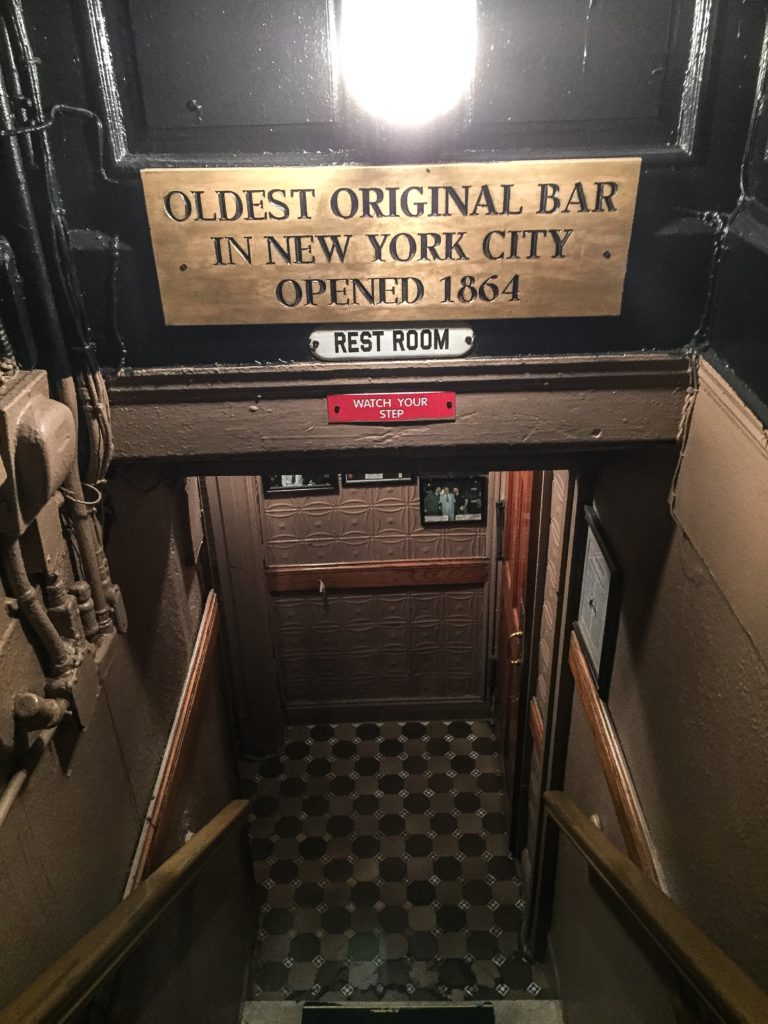 OLDEST ORIGINAL BAR
IN NEW YORK CITY
OPENED 1864
REST ROOM
WATCH YOUR
STEP